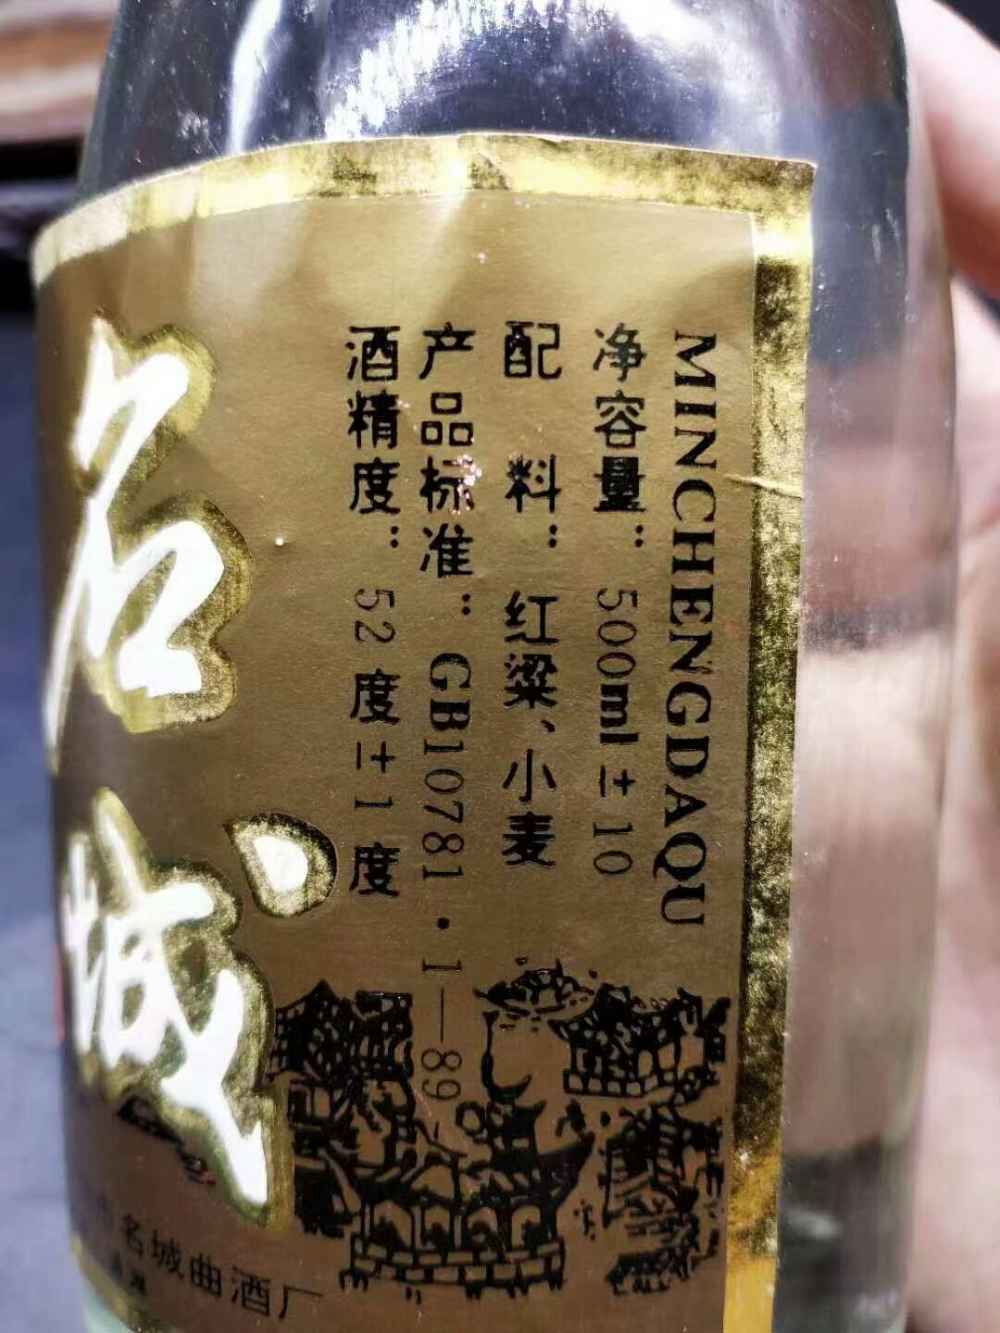 MINCHENGDAQU
净容量：500ml±10
配 料：红粱、小麦
产品标准：GB10781·1—89
酒精度：52度±1度
名城
名城曲酒厂